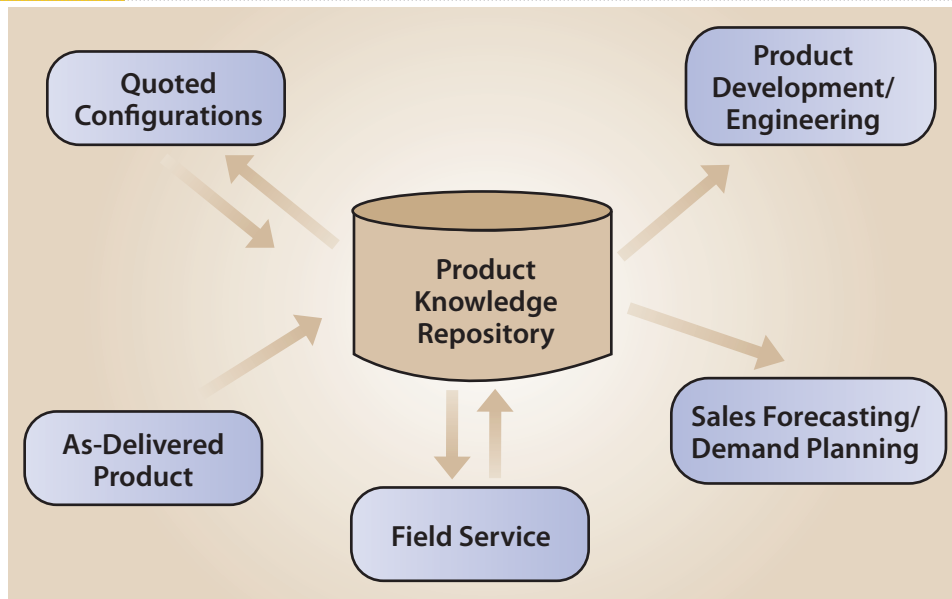 Quoted
Configurations
Product
Development/
Engineering
Product
Knowledge
Repository
As-Delivered
Product
Sales Forecasting/
Demand Planning
Field Service